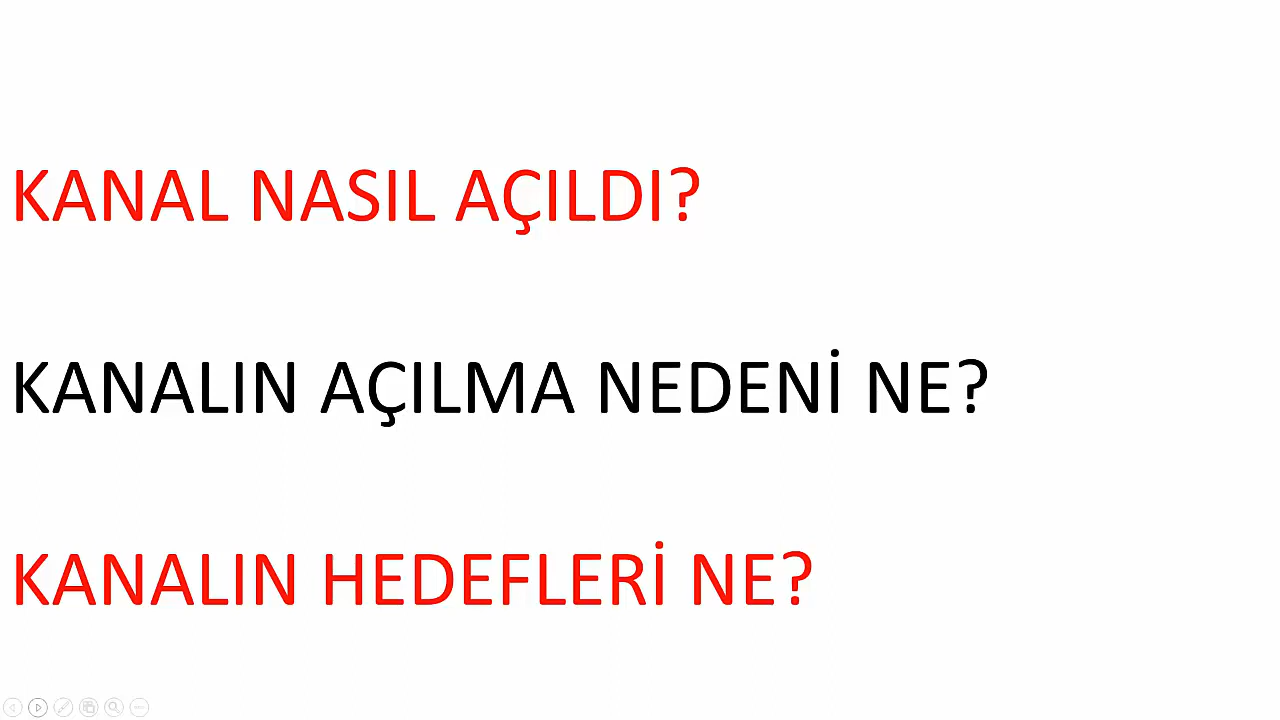 KANAL NASIL AÇILDI?
KANALIN AÇILMA NEDENİ NE?
KANALIN HEDEFLERİ NE?